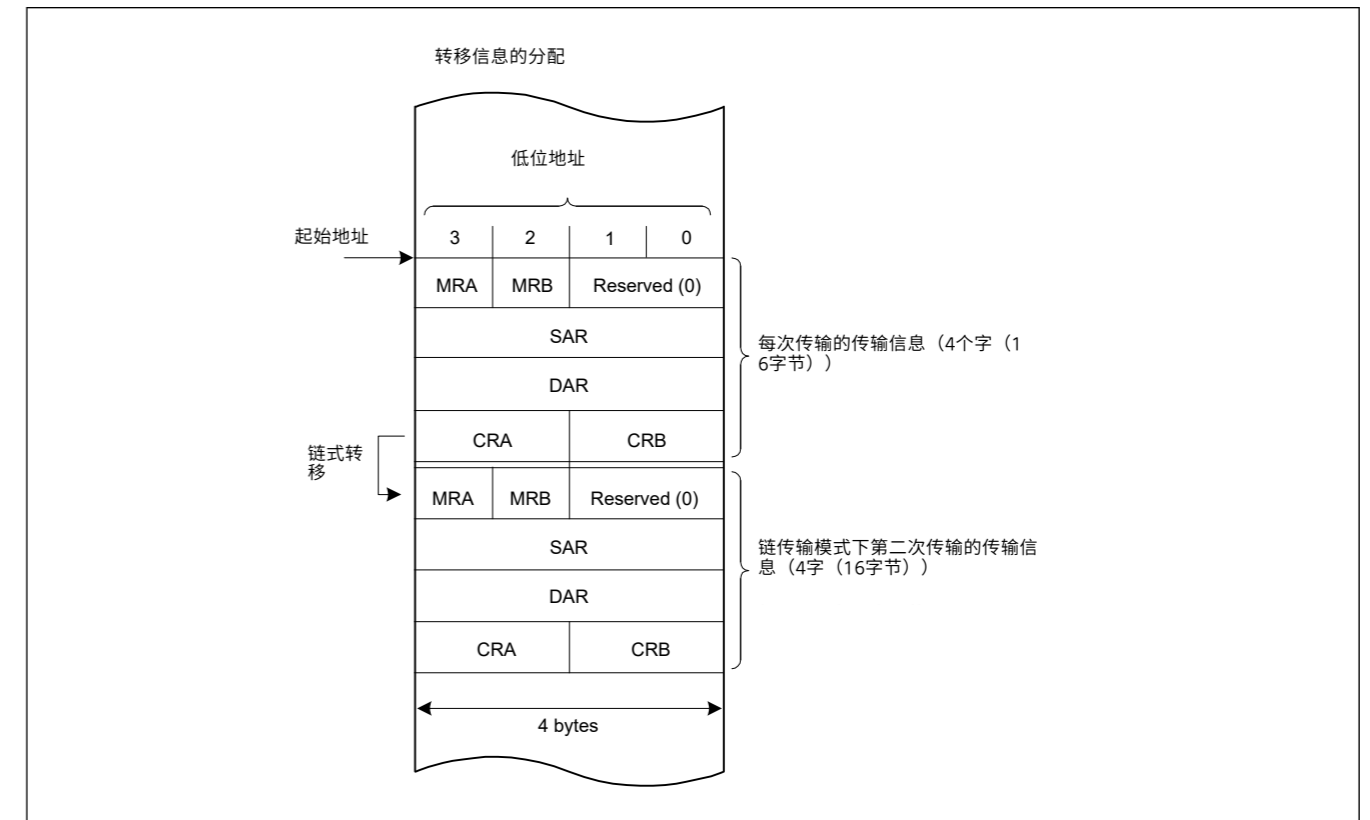 转移信息的分配
低位地址
起始地址
3 2 1 0
MRA MRB Reserved (0)
SAR
每次传输的传输信息（4个字（1
6字节））
DAR
CRA CRB
链式转
移
MRA MRB Reserved (0)
SAR
链传输模式下第二次传输的传输信
息（4字（16字节））
DAR
CRA CRB
4 bytes